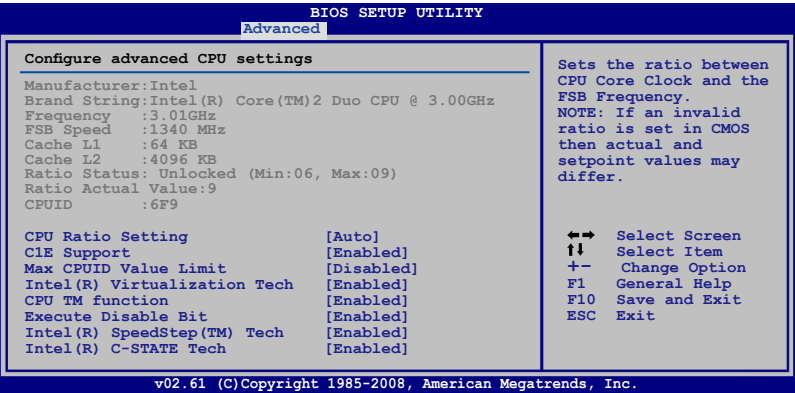 BIOS SETUP UTILITY
Advanced
Configure advanced CPU settings
Manufacturer:Intel
Brand String:Intel(R) Core(TM)2 Duo CPU @ 3.00GHz
Frequency :3.01GHz
FSB Speed :1340 MHz
Cache L1 :64 KB
Cache L2 :4096 KB
Ratio Status: Unlocked (Min:06, Max:09)
Ratio Actual Value:9
CPUID :6F9
CPU Ratio Setting [Auto]
C1E Support [Enabled]
Max CPUID Value Limit [Disabled]
Intel(R) Virtualization Tech [Enabled]
CPU TM function [Enabled]
Execute Disable Bit [Enabled]
Intel(R) SpeedStep(TM) Tech [Enabled]
Intel(R) C-STATE Tech [Enabled]
Sets the ratio between
CPU Core Clock and the
FSB Frequency.
NOTE: If an invalid
ratio is set in CMOS
then actual and
setpoint values may
differ.
←→ Select Screen
↑↓ Select Item
+- Change Option
F1 General Help
F10 Save and Exit
ESC Exit
v02.61 (C)Copyright 1985-2008, American Megatrends, Inc.